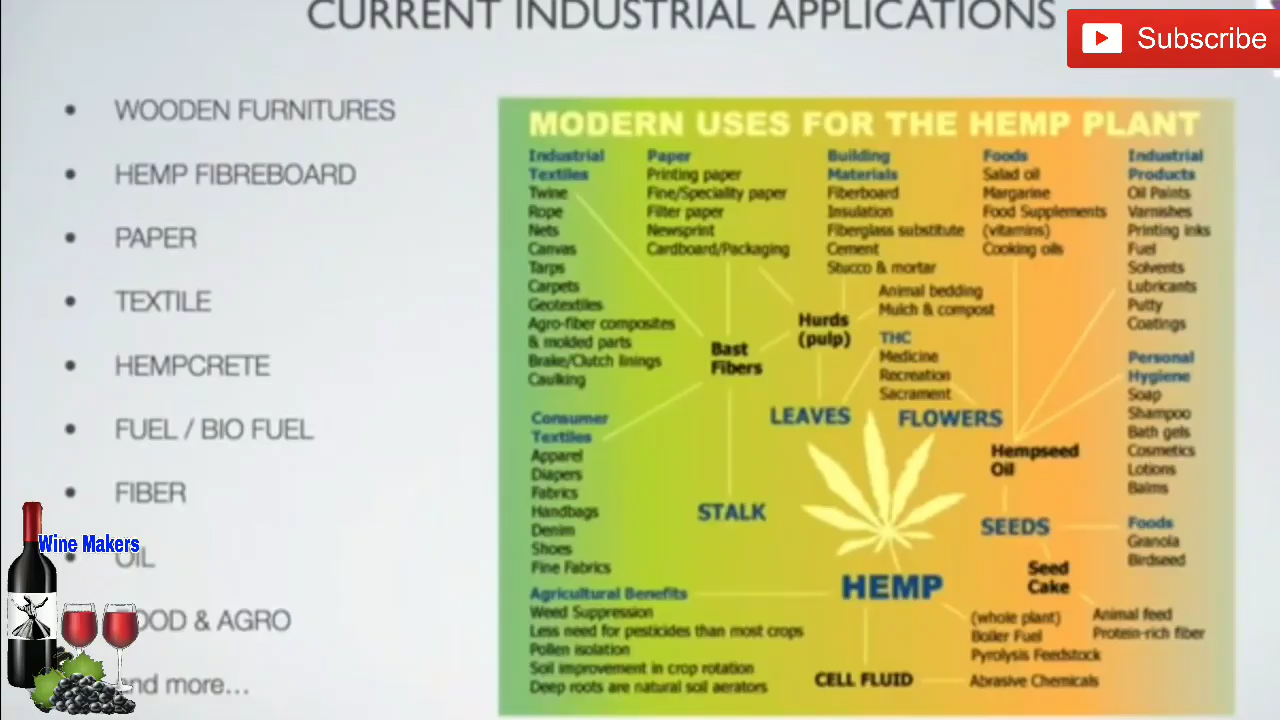 CURRENT INDUSTRIAL APPLICATIONS
Subscribe
WOODEN FURNITURES
HEMP FIBREBOARD
PAPER
TEXTILE
HEMPCRETE
FUEL / BIO FUEL
FIBER
Wine Makers
OIL
OOD & AGRO
nd more...
MODERN USES FOR THE HEMP PLANT
Industrial
Textiles
Twine
Rope
Nets
Canvas
Tarps
Carpets
Geotextiles
Agro-fiber composites
& molded parts
Brake/Clutch linings
Caulking
Paper
Printing paper
Fine/Speciality paper
Filter paper
Newsprint
Cardboard/Packaging
Building
Materials
Fiberboard
Insulation
Fiberglass substitute
Cement
Stucco & mortar
Foods
Salad oil
Margarine
Food Supplements
(vitamins)
Cooking oils
Industrial
Products
Oil Paints
Varnishes
Printing inks
Fuel
Solvents
Lubricants
Putty
Coatings
Animal bedding
Mulch & compost
Hurds
(pulp)
Bast
Fibers
THC
Medicine
Recreation
Sacrament
Personal
Hygiene
Soap
Shampoo
Bath gels
Cosmetics
Lotions
Balms
LEAVES
FLOWERS
Consumer
Textiles
Apparel
Diapers
Fabrics
Handbags
Denim
Shoes
Fine Fabrics
Hempseed
Oil
STALK
SEEDS
Foods
Granola
Birdseed
Seed
Cake
HEMP
Agricultural Benefits
Weed Suppression
Less need for pesticides than most crops
Pollen isolation
Soil improvement in crop rotation
Deep roots are natural soil aerators
(whole plant)
Boiler Fuel
Pyrolysis Feedstock
Animal feed
Protein-rich fiber
CELL FLUID
Abrasive Chemicals